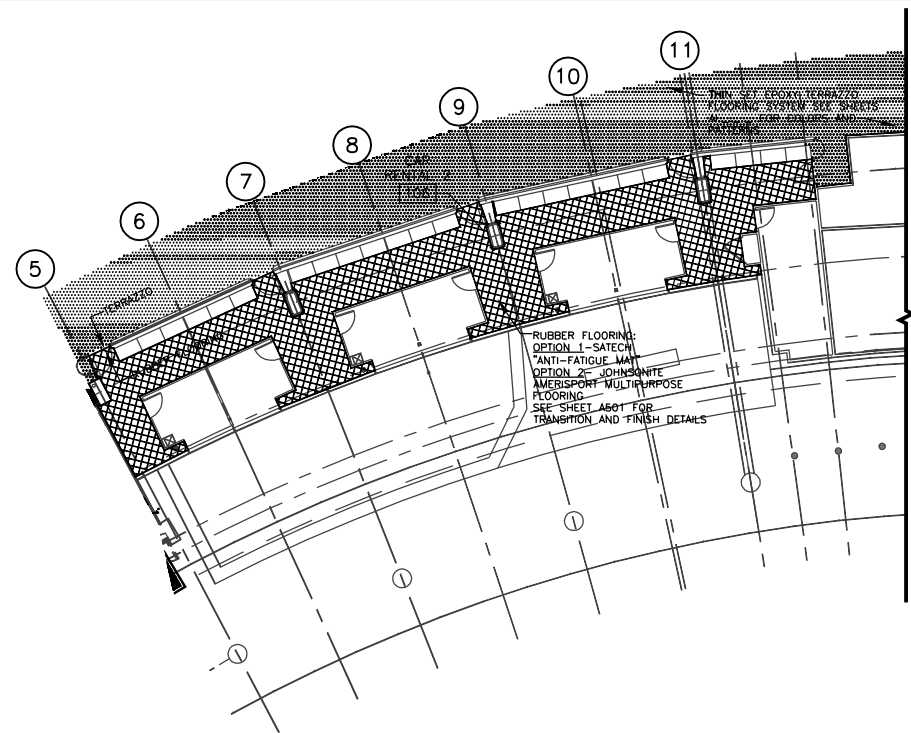 11
10
THIN SET EPOXY TERRAZZO
FLOORING SYSTEM SEE SHEETS
FOR COLORS AND
PATTERNS
9
8
CAR
RENTAL 2
106
7
6
5
TERRAZZO
RUBBER FLOORING:
OPTION 1-SATECH
"ANTI-FATIGUE MAT"
OPTION 2- JOHNSONITE
AMERISPORT MULTIPURPOSE
FLOORING
SEE SHEET A501 FOR
TRANSITION AND FINISH DETAILS